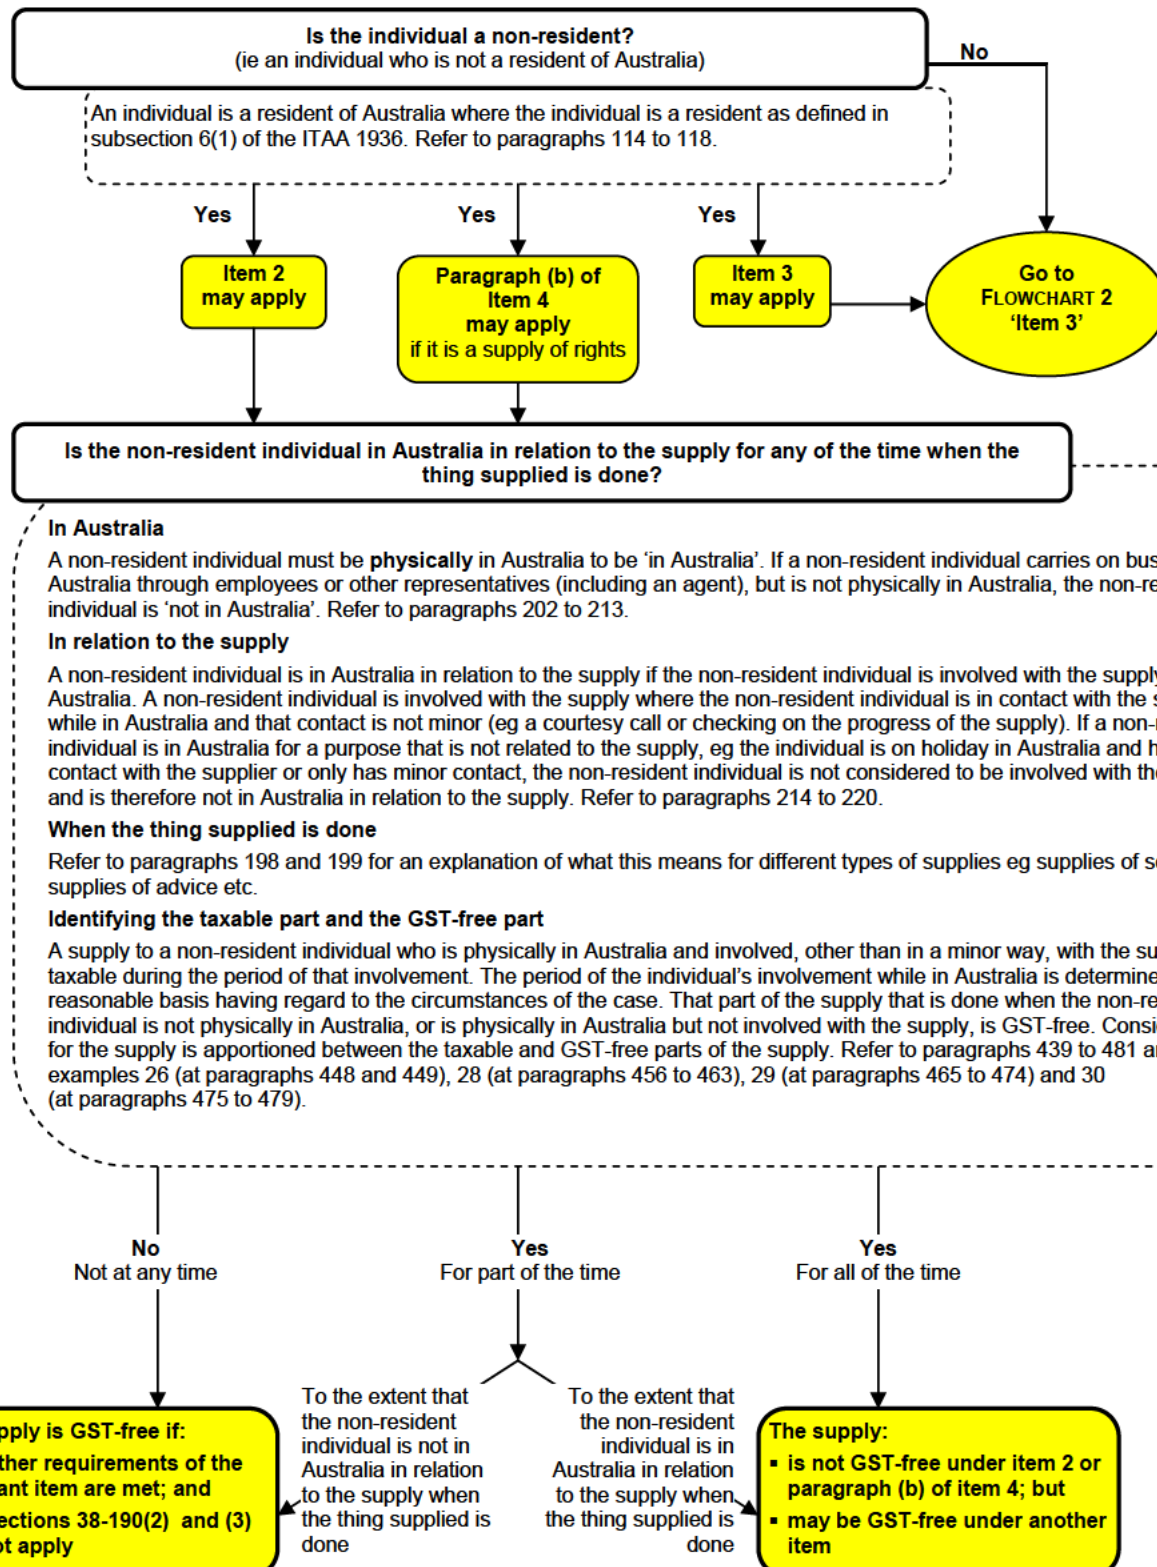 Is the individual a non-resident?
(ie an individual who is not a resident of Australia)
No
An individual is a resident of Australia where the individual is a resident as defined in
subsection 6(1) of the ITAA 1936. Refer to paragraphs 114 to 118.
Yes
Yes
Yes
Item 2
may apply
Paragraph (b) of
Item 4
may apply
if it is a supply of rights
Item 3
may apply
Go to
FLOWCHART 2
‘Item 3’
Is the non-resident individual in Australia in relation to the supply for any of the time when the
thing supplied is done?
In Australia
A non-resident individual must be physically in Australia to be ‘in Australia’. If a non-resident individual carries on bus
Australia through employees or other representatives (including an agent), but is not physically in Australia, the non-re
individual is ‘not in Australia’. Refer to paragraphs 202 to 213.
In relation to the supply
A non-resident individual is in Australia in relation to the supply if the non-resident individual is involved with the supply
Australia. A non-resident individual is involved with the supply where the non-resident individual is in contact with the s
while in Australia and that contact is not minor (eg a courtesy call or checking on the progress of the supply). If a non-r
individual is in Australia for a purpose that is not related to the supply, eg the individual is on holiday in Australia and h
contact with the supplier or only has minor contact, the non-resident individual is not considered to be involved with the
and is therefore not in Australia in relation to the supply. Refer to paragraphs 214 to 220.
When the thing supplied is done
Refer to paragraphs 198 and 199 for an explanation of what this means for different types of supplies eg supplies of se
supplies of advice etc.
Identifying the taxable part and the GST-free part
A supply to a non-resident individual who is physically in Australia and involved, other than in a minor way, with the su
taxable during the period of that involvement. The period of the individual’s involvement while in Australia is determine
reasonable basis having regard to the circumstances of the case. That part of the supply that is done when the non-re
individual is not physically in Australia, or is physically in Australia but not involved with the supply, is GST-free. Consi
for the supply is apportioned between the taxable and GST-free parts of the supply. Refer to paragraphs 439 to 481 a
examples 26 (at paragraphs 448 and 449), 28 (at paragraphs 456 to 463), 29 (at paragraphs 465 to 474) and 30
(at paragraphs 475 to 479).
No
Not at any time
Yes
For part of the time
Yes
For all of the time
pply is GST-free if:
ther requirements of the
ant item are met; and
ections 38-190(2) and (3)
ot apply
To the extent that
the non-resident
individual is not in
Australia in relation
to the supply when
the thing supplied is
done
To the extent that
the non-resident
individual is in
Australia in relation
to the supply when
the thing supplied is
done
The supply:
▪ is not GST-free under item 2 or
paragraph (b) of item 4; but
▪ may be GST-free under another
item